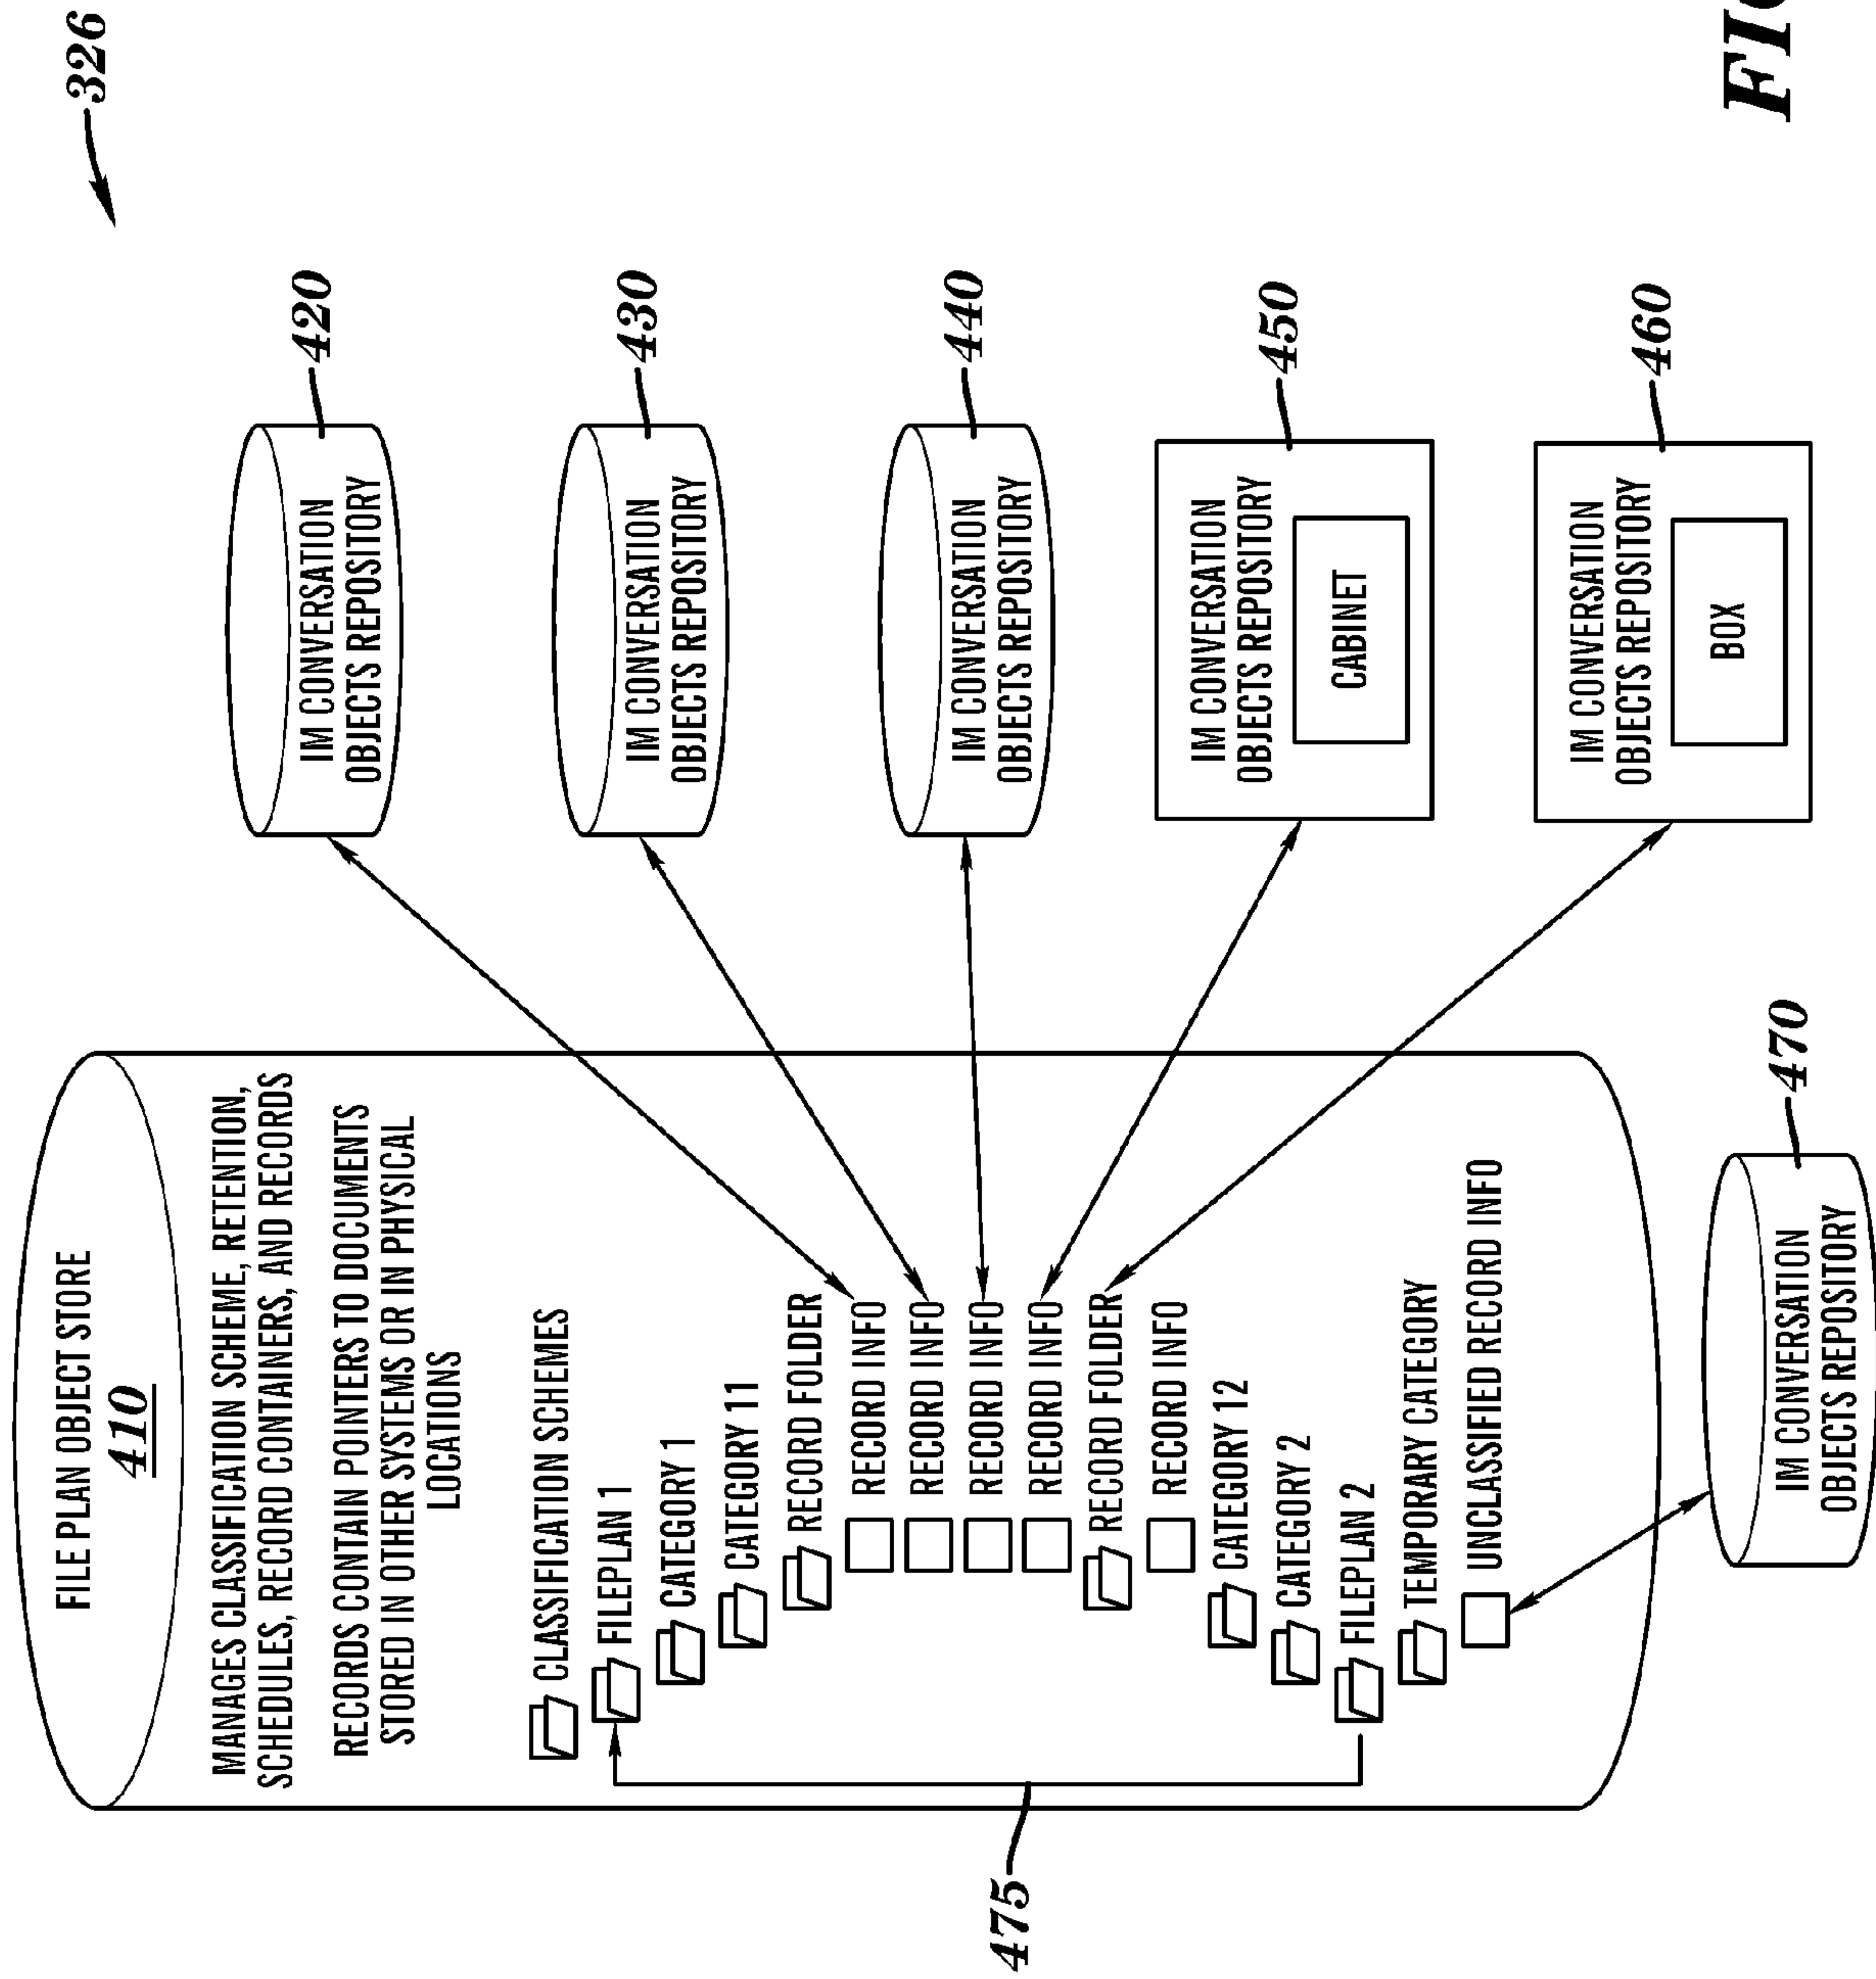 326
FILE PLAN OBJECT STORE
410
MANAGES CLASSIFICATION SCHEME, RETENTION,
SCHEDULES, RECORD CONTAINERS, AND RECORDS
RECORDS CONTAIN POINTERS TO DOCUMENTS
STORED IN OTHER SYSTEMS OR IN PHYSICAL
LOCATIONS
CLASSIFICATION SCHEMES
FILEPLAN 1
CATEGORY 1
CATEGORY 11
RECORD FOLDER
RECORD INFO
RECORD INFO
RECORD INFO
RECORD INFO
RECORD FOLDER
RECORD INFO
CATEGORY 12
CATEGORY 2
FILEPLAN 2
TEMPORARY CATEGORY
UNCLASSIFIED RECORD INFO
475
IM CONVERSATION
OBJECTS REPOSITORY
420
IM CONVERSATION
OBJECTS REPOSITORY
430
IM CONVERSATION
OBJECTS REPOSITORY
440
IM CONVERSATION
OBJECTS REPOSITORY
CABINET
450
IM CONVERSATION
OBJECTS REPOSITORY
BOX
460
IM CONVERSATION
OBJECTS REPOSITORY
470